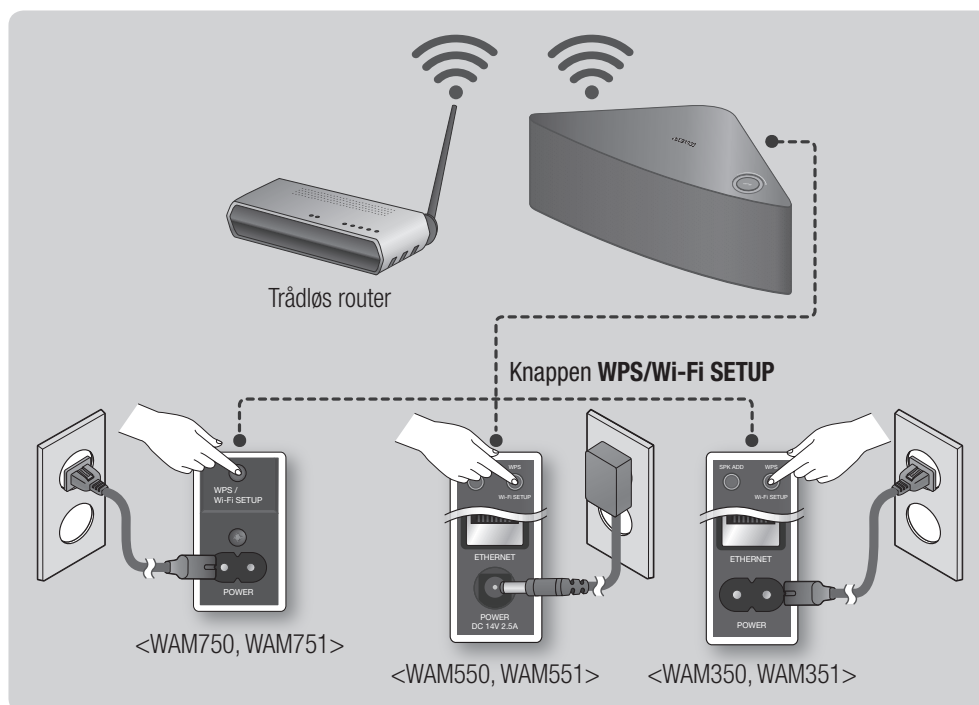 Trådløs router
Knappen WPS/Wi-Fi SETUP
WPS /
Wi-Fi SETUP
POWER
<WAM750, WAM751>
WPS
Wi-Fi SETUP
ETHERNET
POWER
DC 14V 2.5A
<WAM550, WAM551>
SPK ADD
WPS
Wi-Fi SETUP
ETHERNET
POWER
<WAM350, WAM351>